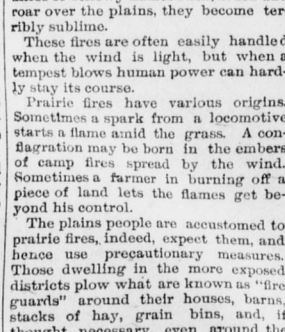 roar over the plains, they become ter
ribly sublime.
These fires are often easily handled
when the wind is light, but when a
tempest blows human power can hard-
ly stay its course.
Prairie fires have various origins.
Sometimes a spark from a locomotive
starts a flame amid the grass. A con-
flagration may be born in the embers
of camp fires spread by the wind.
Sometimes a farmer in burning off a
piece of land lets the flames get be-
yond his control.
The plains people are accustomed to
prairie fires, indeed, expect them, and
hence use precautionary measures.
Those dwelling in the more exposed
districts plow what are known as "fire
guards" around their houses, barns,
stacks of hay, grain bins, and, if
thought necessary, even around the